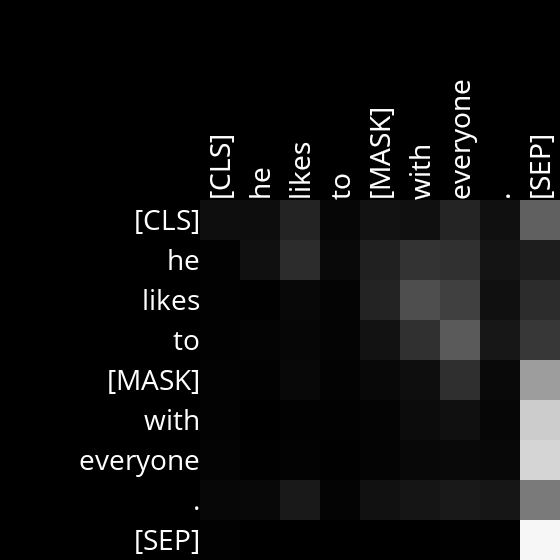 [CLS] he likes to [MASK] with everyone . [SEP]
[CLS]
he
likes
to
[MASK]
with
everyone
.
[SEP]